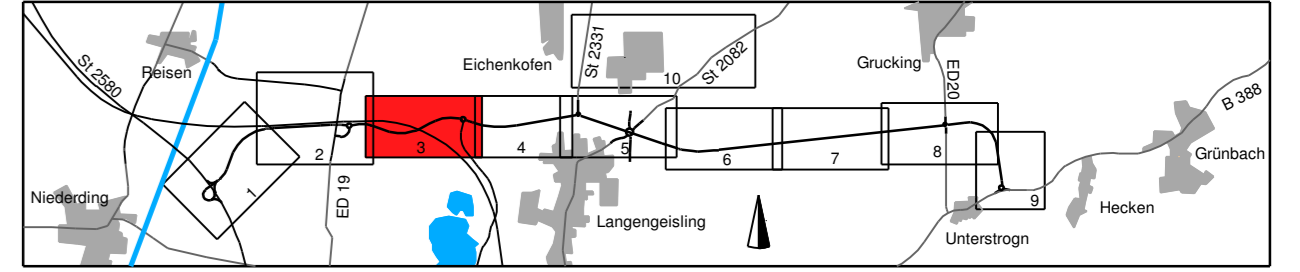 St 2580
Reisen
Niederding
1
2
ED 19
3
Eichenkofen
4
St 2331
5
10
St 2082
Langengeisling
6
7
Grucking
ED20
8
9
Unterstrogn
Hecken
Grünbach
B 388